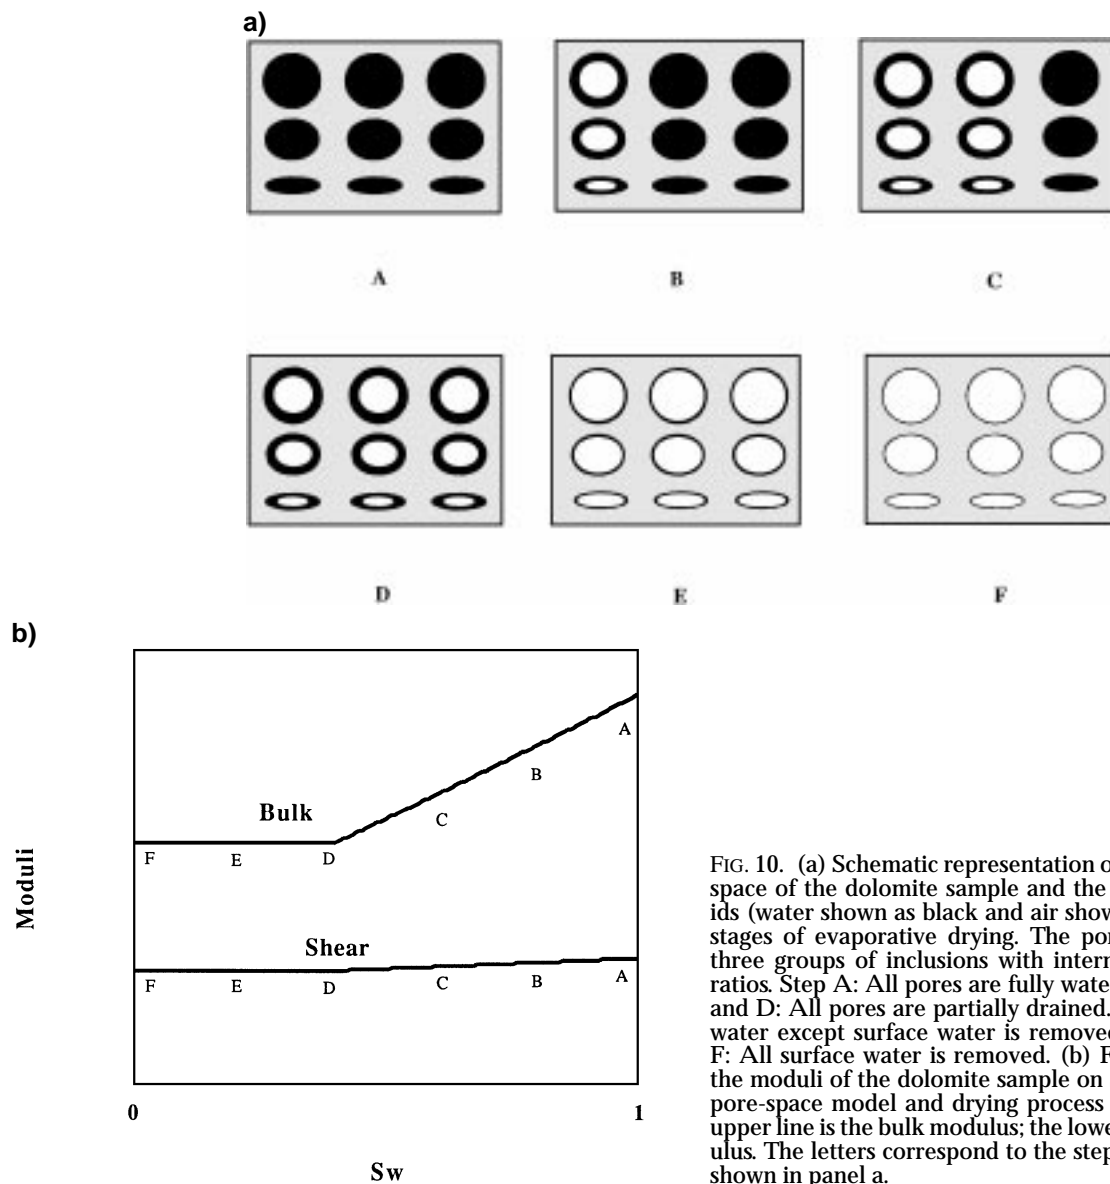 a)
A B C
D E F
b)
Moduli
Bulk
A
B
C
F E D
Shear
F E D C B A
0 1
Sw
FIG. 10. (a) Schematic representation o
space of the dolomite sample and the
ids (water shown as black and air show
stages of evaporative drying. The por
three groups of inclusions with intern
ratios. Step A: All pores are fully wate
and D: All pores are partially drained.
water except surface water is removed
F: All surface water is removed. (b) F
the moduli of the dolomite sample on
pore-space model and drying process
upper line is the bulk modulus; the lowe
ulus. The letters correspond to the step
shown in panel a.